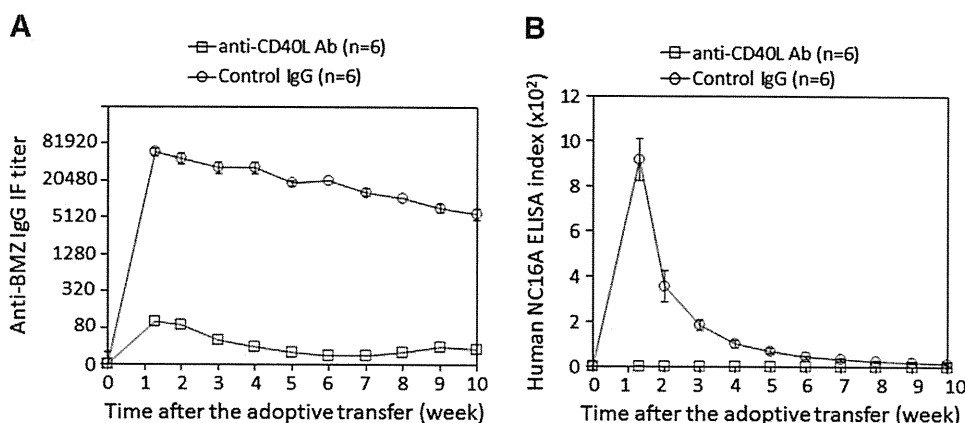 A
anti-CD40L Ab (n=6)
Control IgG (n=6)
Anti-BMZ IgG IF titer
81920
20480
5120
1280
320
80
0
0 1 2 3 4 5 6 7 8 9 10
Time after the adoptive transfer (week)
B
anti-CD40L Ab (n=6)
Control IgG (n=6)
Human NC16A ELISA index (x10²)
12
10
8
6
4
2
0
0 1 2 3 4 5 6 7 8 9 10
Time after the adoptive transfer (week)